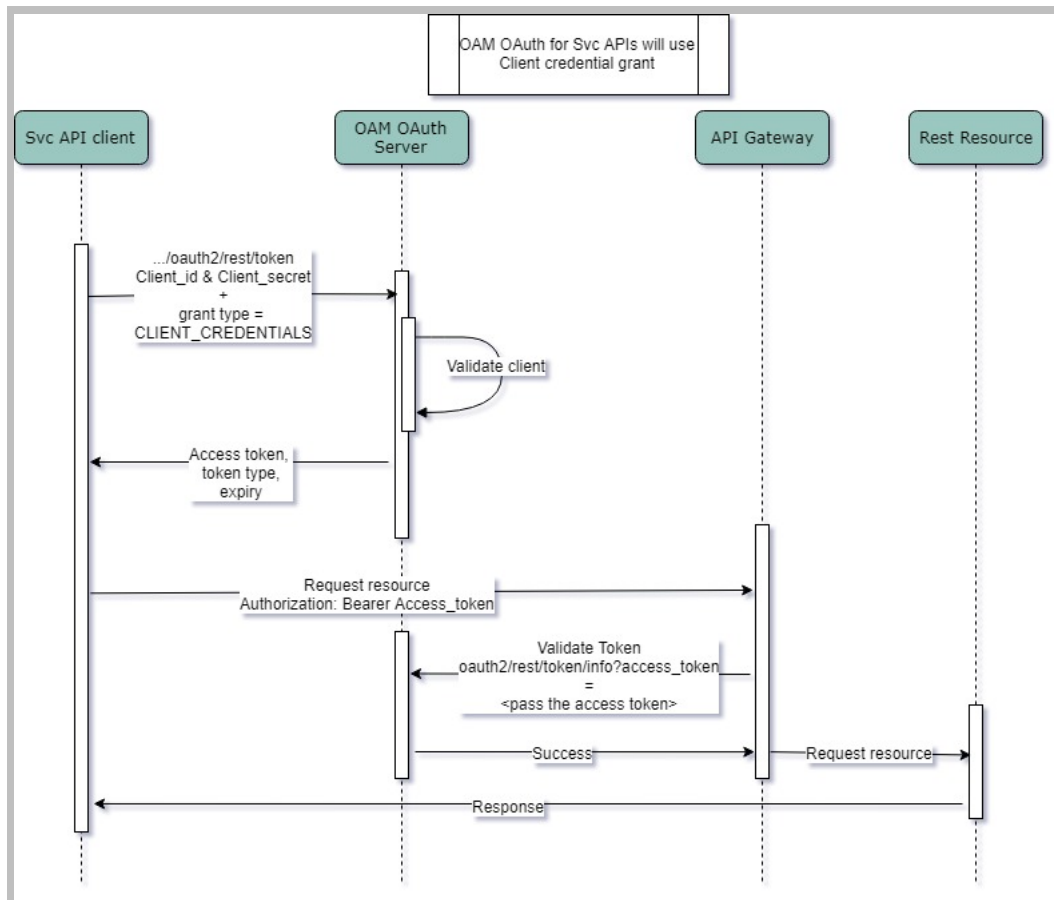 OAM OAuth for Svc APIs will use
Client credential grant
Svc API client
OAM OAuth
Server
API Gateway
Rest Resource
.../oauth2/rest/token
Client_id & Client_secret
+
grant type =
CLIENT_CREDENTIALS
Validate client
Access token,
token type,
expiry
Request resource
Authorization: Bearer Access_token
Validate Token
oauth2/rest/token/info?access_token
=
<pass the access token>
Success
Request resource
Response